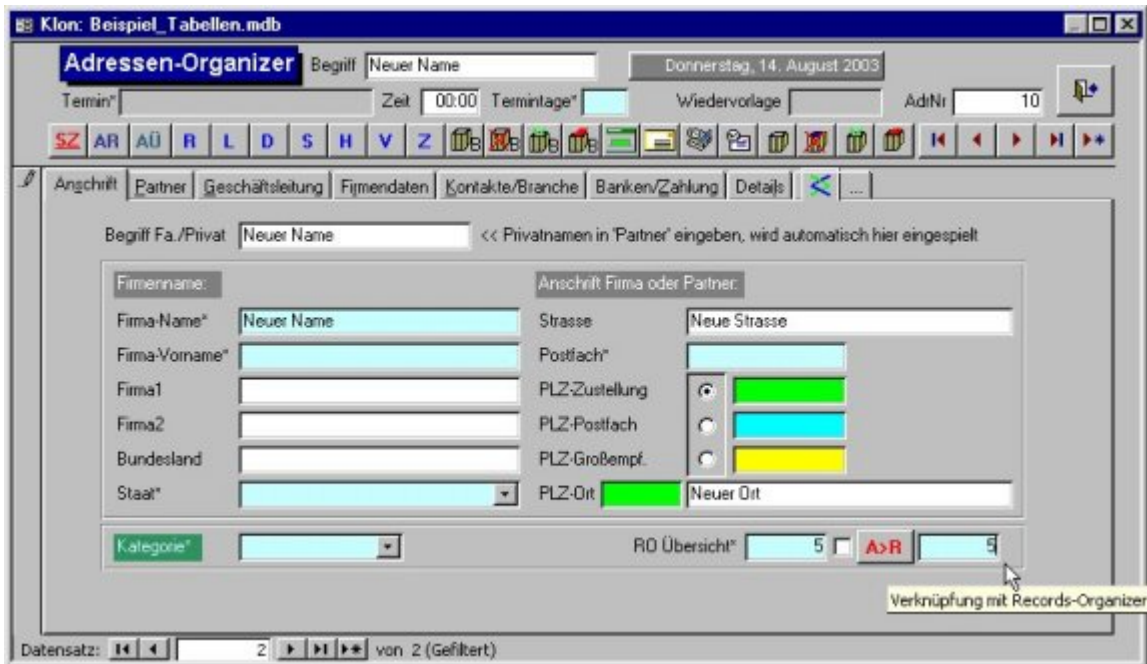 Klon: Beispiel_Tabellen.mdb
Adressen-Organizer Begriff Neuer Name Donnerstag, 14. August 2003
Termin* Zeit 00:00 Termintage* Wiedervorlage AdrNr 10
SZ AR AÜ R L D S H V Z B B B B
Anschrift Partner Geschäftsleitung Firmendaten Kontakte/Branche Banken/Zahlung Details ...
Begriff Fa./Privat Neuer Name << Privatnamen in 'Partner' eingeben, wird automatisch hier eingespielt
Firmenname: Anschrift Firma oder Partner:
Firma-Name* Neuer Name Strasse Neue Strasse
Firma-Vorname* Postfach*
Firma1 PLZ-Zustellung
Firma2 PLZ-Postfach
Bundesland PLZ-Großempf.
Staat* PLZ-Ort Neuer Ort
Kategorie* RO Übersicht* 5 A>R 5
Verknüpfung mit Records-Organizer
Datensatz: 2 von 2 (Gefiltert)